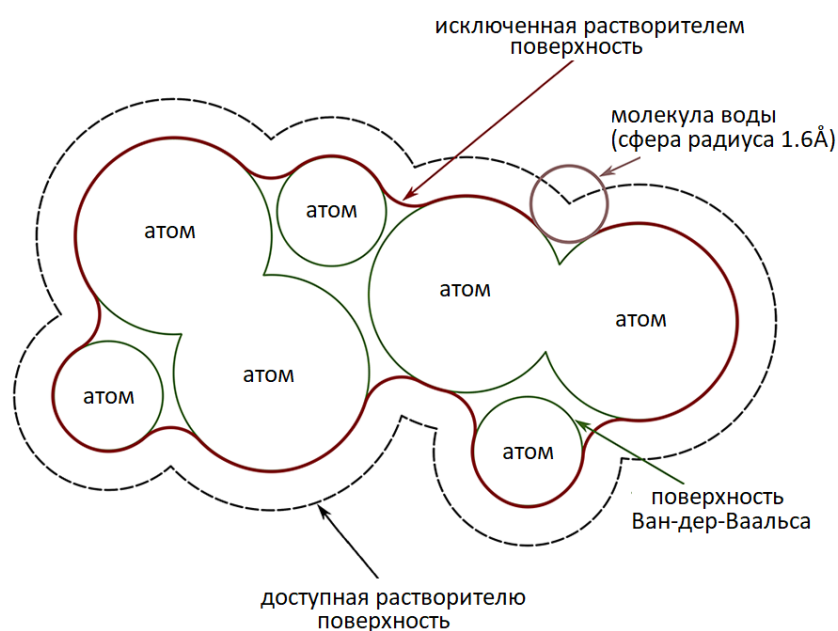 исключенная растворителем
поверхность
молекула воды
(сфера радиуса 1.6Å)
атом
атом
атом
атом
атом
атом
атом
поверхность
Ван-дер-Ваальса
доступная растворителю
поверхность